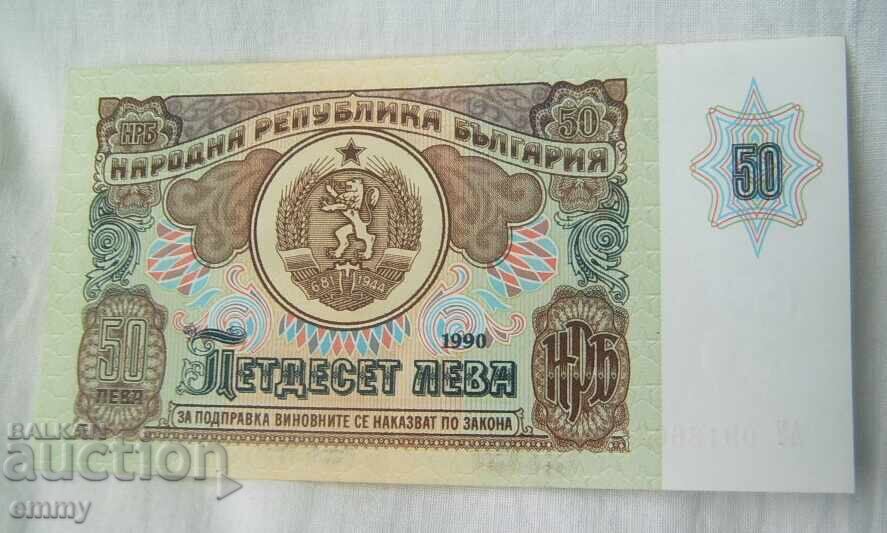 НРБ
50
НАРОДНА РЕПУБЛИКА БЪЛГАРИЯ
50
681 1944
1990
50
ЛЕВА
ПЕТДЕСЕТ ЛЕВА
НРБ
ЗА ПОДПРАВКА ВИНОВНИТЕ СЕ НАКАЗВАТ ПО ЗАКОНА
BALKAN
auction
emmy